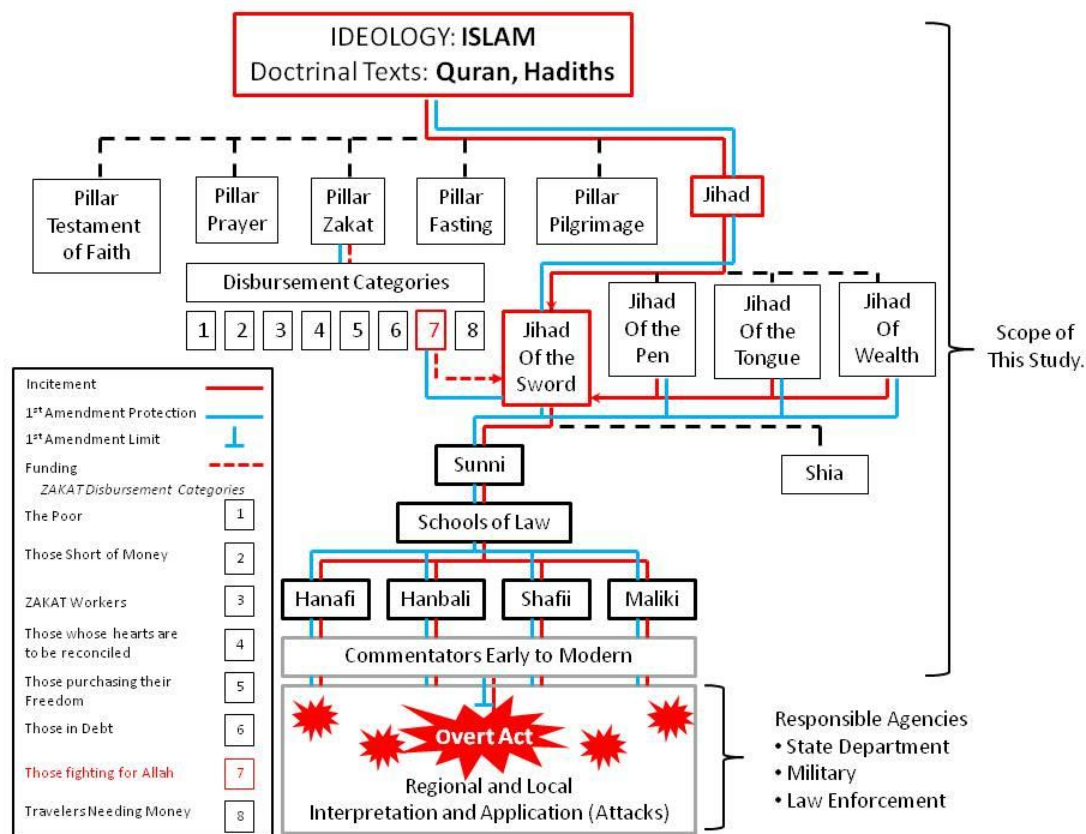 IDEOLOGY: ISLAM
Doctrinal Texts: Quran, Hadiths
Pillar
Testament
of Faith
Pillar
Prayer
Pillar
Zakat
Pillar
Fasting
Pillar
Pilgrimage
Jihad
Disbursement Categories
1 2 3 4 5 6 7 8
Jihad
Of the
Sword
Jihad
Of the
Pen
Jihad
Of the
Tongue
Jihad
Of
Wealth
Scope of
This Study.
Sunni
Shia
Schools of Law
Hanafi
Hanbali
Shafii
Maliki
Commentators Early to Modern
Overt Act
Regional and Local
Interpretation and Application (Attacks)
Responsible Agencies
• State Department
• Military
• Law Enforcement
Incitement
1st Amendment Protection
1st Amendment Limit
Funding
ZAKAT Disbursement Categories
The Poor 1
Those Short of Money 2
ZAKAT Workers 3
Those whose hearts are
to be reconciled 4
Those purchasing their
Freedom 5
Those in Debt 6
Those fighting for Allah 7
Travelers Needing Money 8